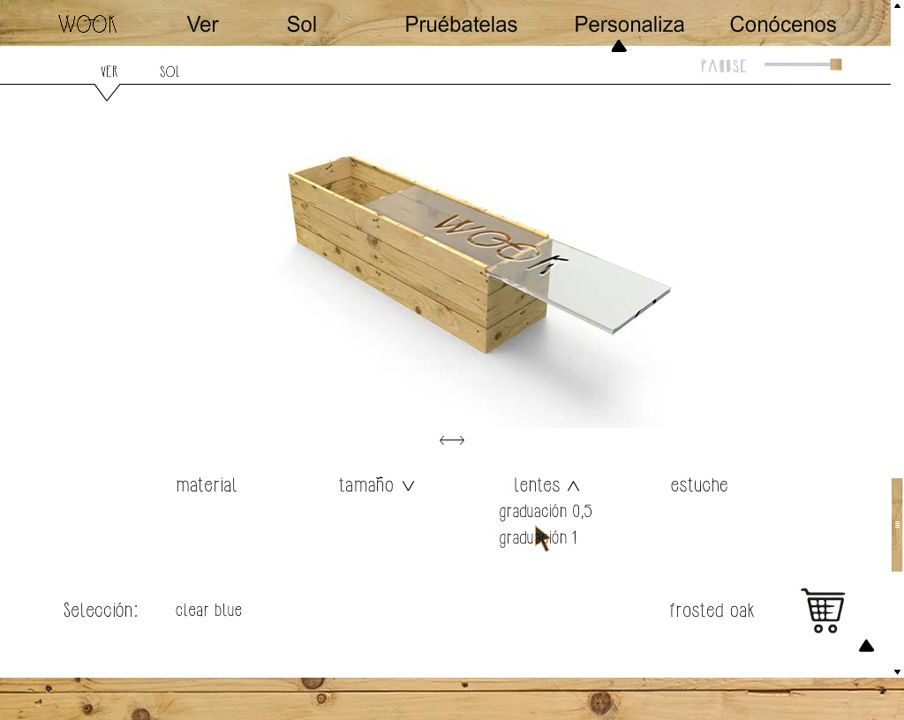 WOOK Ver Sol Pruébatelas Personaliza Conócenos
VER SOL PAUSE
WOOK
material tamaño lentes estuche
graduación 0,5
graduación 1
Selección: clear blue frosted oak